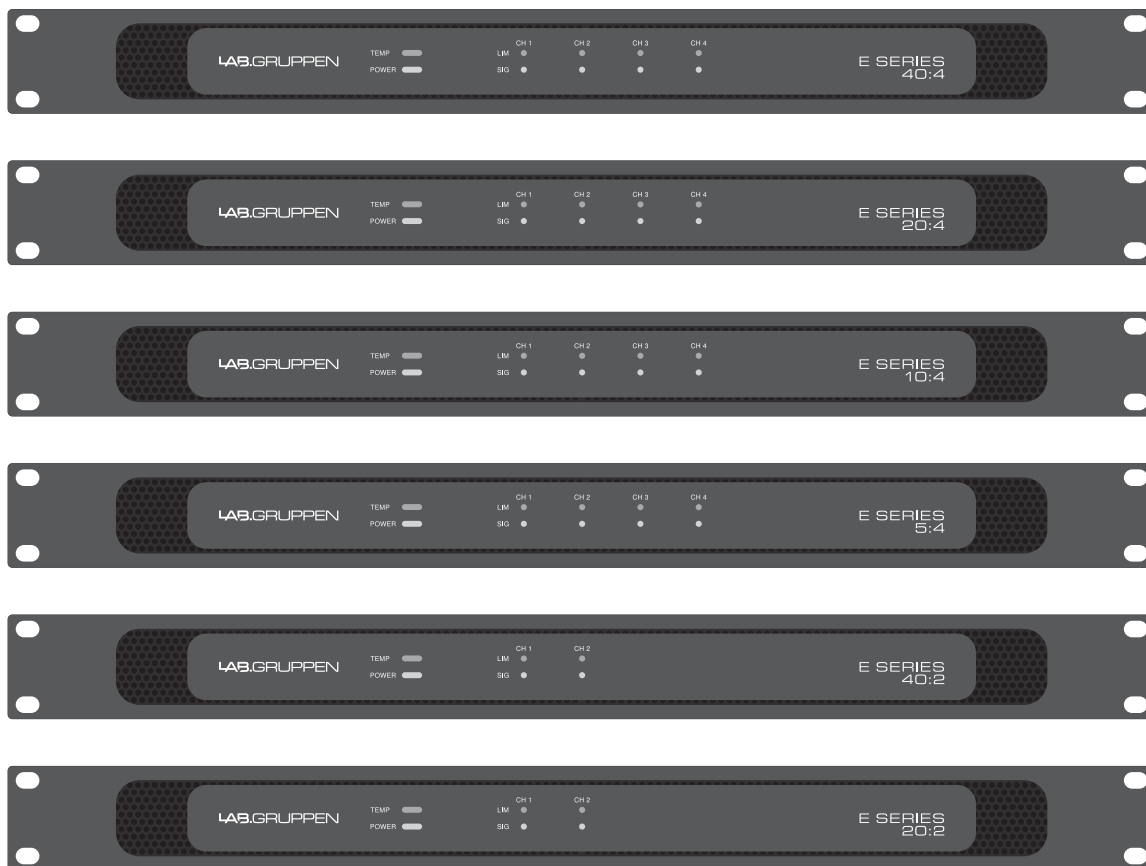 CH 1 CH 2 CH 3 CH 4
LAB.GRUPPEN TEMP LIM E SERIES
POWER SIG 40:4
CH 1 CH 2 CH 3 CH 4
LAB.GRUPPEN TEMP LIM E SERIES
POWER SIG 20:4
CH 1 CH 2 CH 3 CH 4
LAB.GRUPPEN TEMP LIM E SERIES
POWER SIG 10:4
CH 1 CH 2 CH 3 CH 4
LAB.GRUPPEN TEMP LIM E SERIES
POWER SIG 5:4
CH 1 CH 2
LAB.GRUPPEN TEMP LIM E SERIES
POWER SIG 40:2
CH 1 CH 2
LAB.GRUPPEN TEMP LIM E SERIES
POWER SIG 20:2